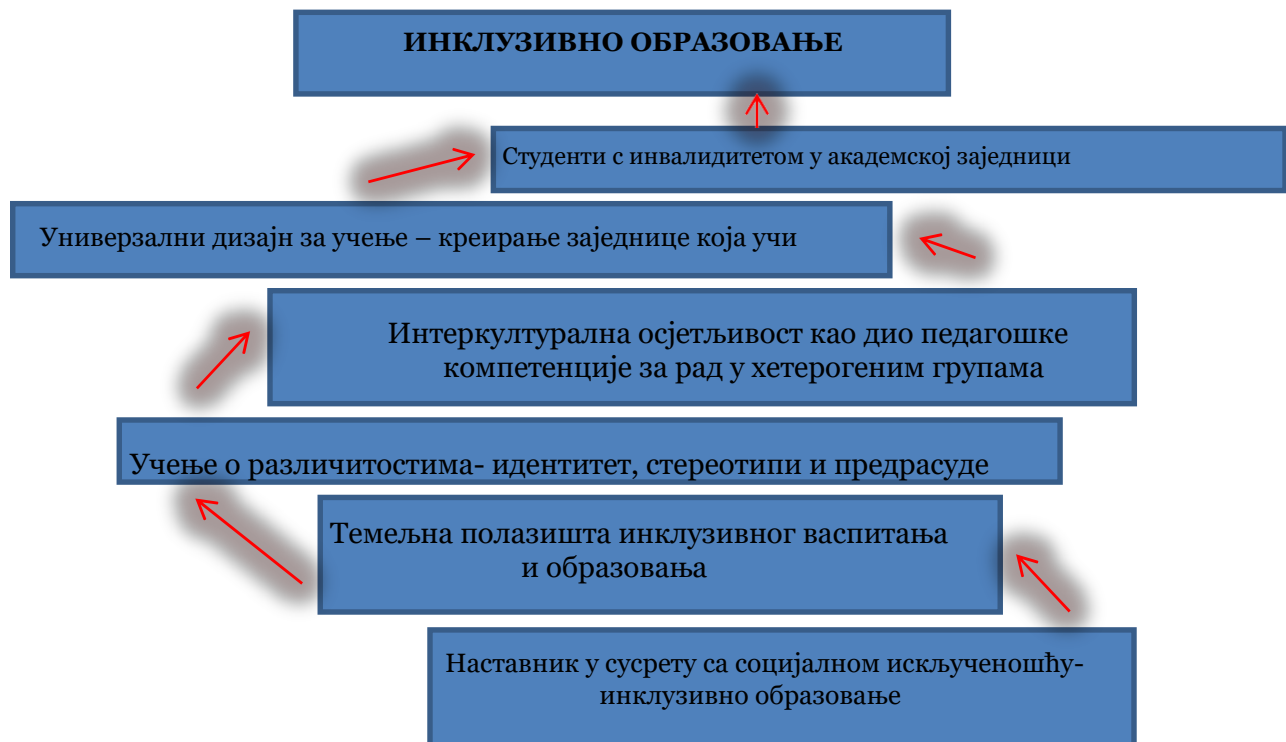 ИНКЛУЗИВНО ОБРАЗОВАЊЕ
Студенти с инвалидитетом у академској заједници
Универзални дизајн за учење – креирање заједнице која учи
Интеркултурална осјетљивост као дио педагошке
компетенције за рад у хетерогеним групама
Учење о различитостима- идентитет, стереотипи и предрасуде
Темељна полазишта инклузивног васпитања
и образовања
Наставник у сусрету са социјалном искљученошћу-
инклузивно образовање